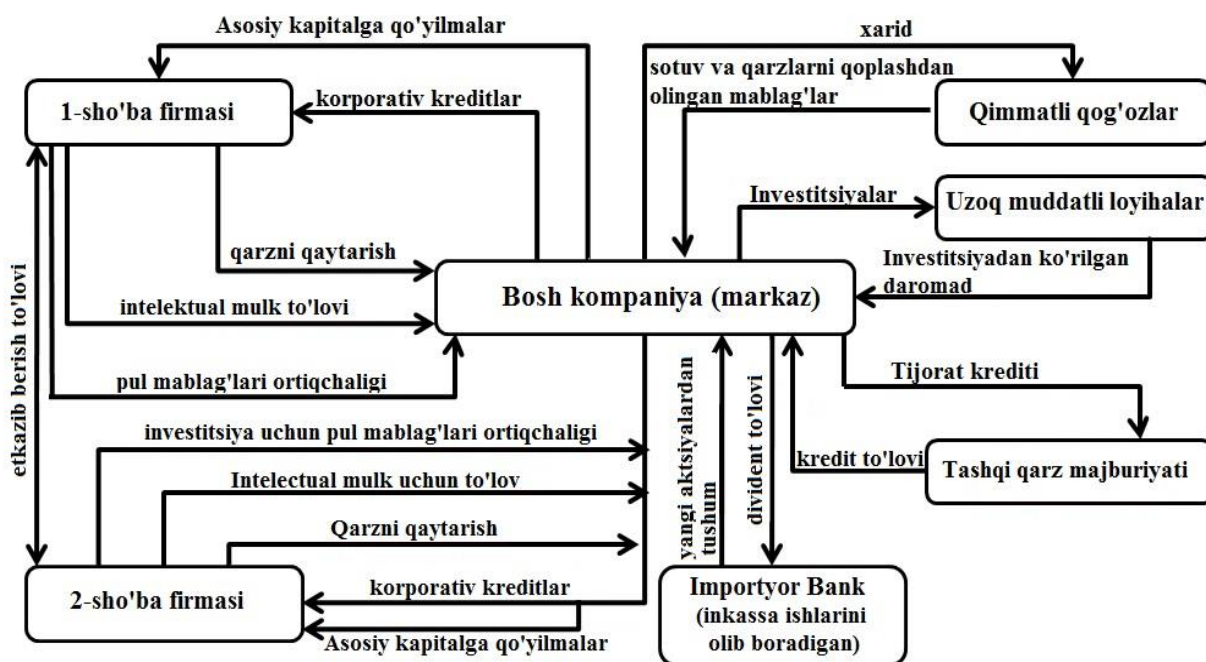 Asosiy kapitalga qo'yilmalar
xarid
sotuv va qarzlarni qoplashdan
olingan mablag'lar
korporativ kreditlar
1-sho'ba firmasi
Qimmatli qog'ozlar
Investitsiyalar
Uzoq muddatli loyihalar
qarzni qaytarish
Investitsiyadan ko'rilgan
daromad
Bosh kompaniya (markaz)
intelektual mulk to'lovi
etkazib berish to'lovi
pul mablag'lari ortiqchaligi
Tijorat krediti
yangi aktsiyalardan
tushum
divident to'lovi
investitsiya uchun pul mablag'lari ortiqchaligi
kredit to'lovi
Tashqi qarz majburiyati
Intelectual mulk uchun to'lov
Qarzni qaytarish
2-sho'ba firmasi
korporativ kreditlar
Asosiy kapitalga qo'yilmalar
Importyor Bank
(inkassa ishlarini
olib boradigan)